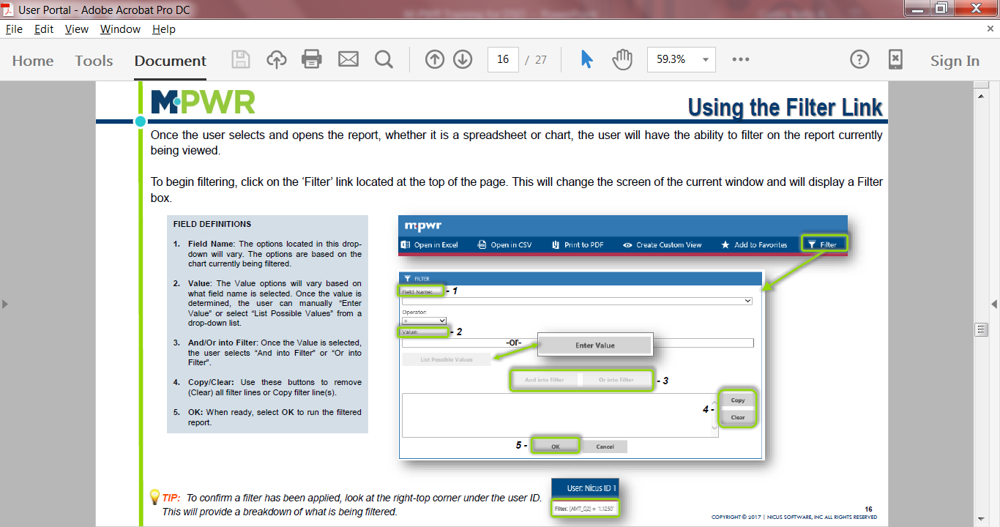 User Portal - Adobe Acrobat Pro DC
File Edit View Window Help
Home Tools Document 16 / 27 59.3% Sign In
M•PWR
Using the Filter Link
Once the user selects and opens the report, whether it is a spreadsheet or chart, the user will have the ability to filter on the report currently
being viewed.
To begin filtering, click on the ‘Filter’ link located at the top of the page. This will change the screen of the current window and will display a Filter
box.
FIELD DEFINITIONS
1. Field Name: The options located in this drop-
down will vary. The options are based on the
chart currently being filtered.
2. Value: The Value options will vary based on
what field name is selected. Once the value is
determined, the user can manually “Enter
Value” or select “List Possible Values” from a
drop-down list.
3. And/Or into Filter: Once the Value is selected,
the user selects “And into Filter” or “Or into
Filter”.
4. Copy/Clear: Use these buttons to remove
(Clear) all filter lines or Copy filter line(s).
5. OK: When ready, select OK to run the filtered
report.
mpwr
Open in Excel Open in CSV Print to PDF Create Custom View Add to Favorites Filter
FILTER
Field Name: - 1
Operator:
=
Value: - 2
-or- Enter Value
List Possible Values
And into Filter Or into Filter - 3
Copy
4 -
Clear
5 - OK Cancel
TIP: To confirm a filter has been applied, look at the right-top corner under the user ID.
This will provide a breakdown of what is being filtered.
User: Nicus ID 1
Filter: [AMT_Q2] =
16
COPYRIGHT © 2017 | NICUS SOFTWARE, INC ALL RIGHTS RESERVED